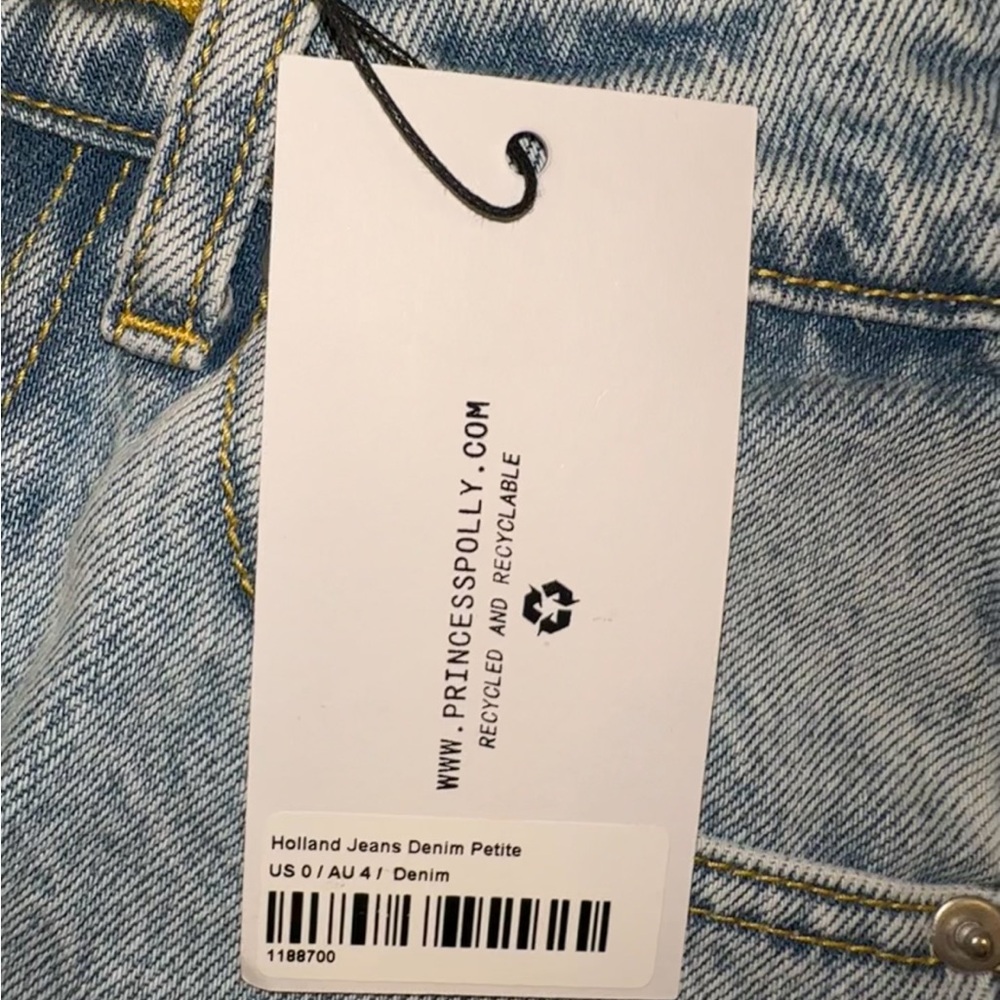 WWW.PRINCESSPOLLY.COM
RECYCLED AND RECYCLABLE
Holland Jeans Denim Petite
US 0 / AU 4 / Denim
1188700